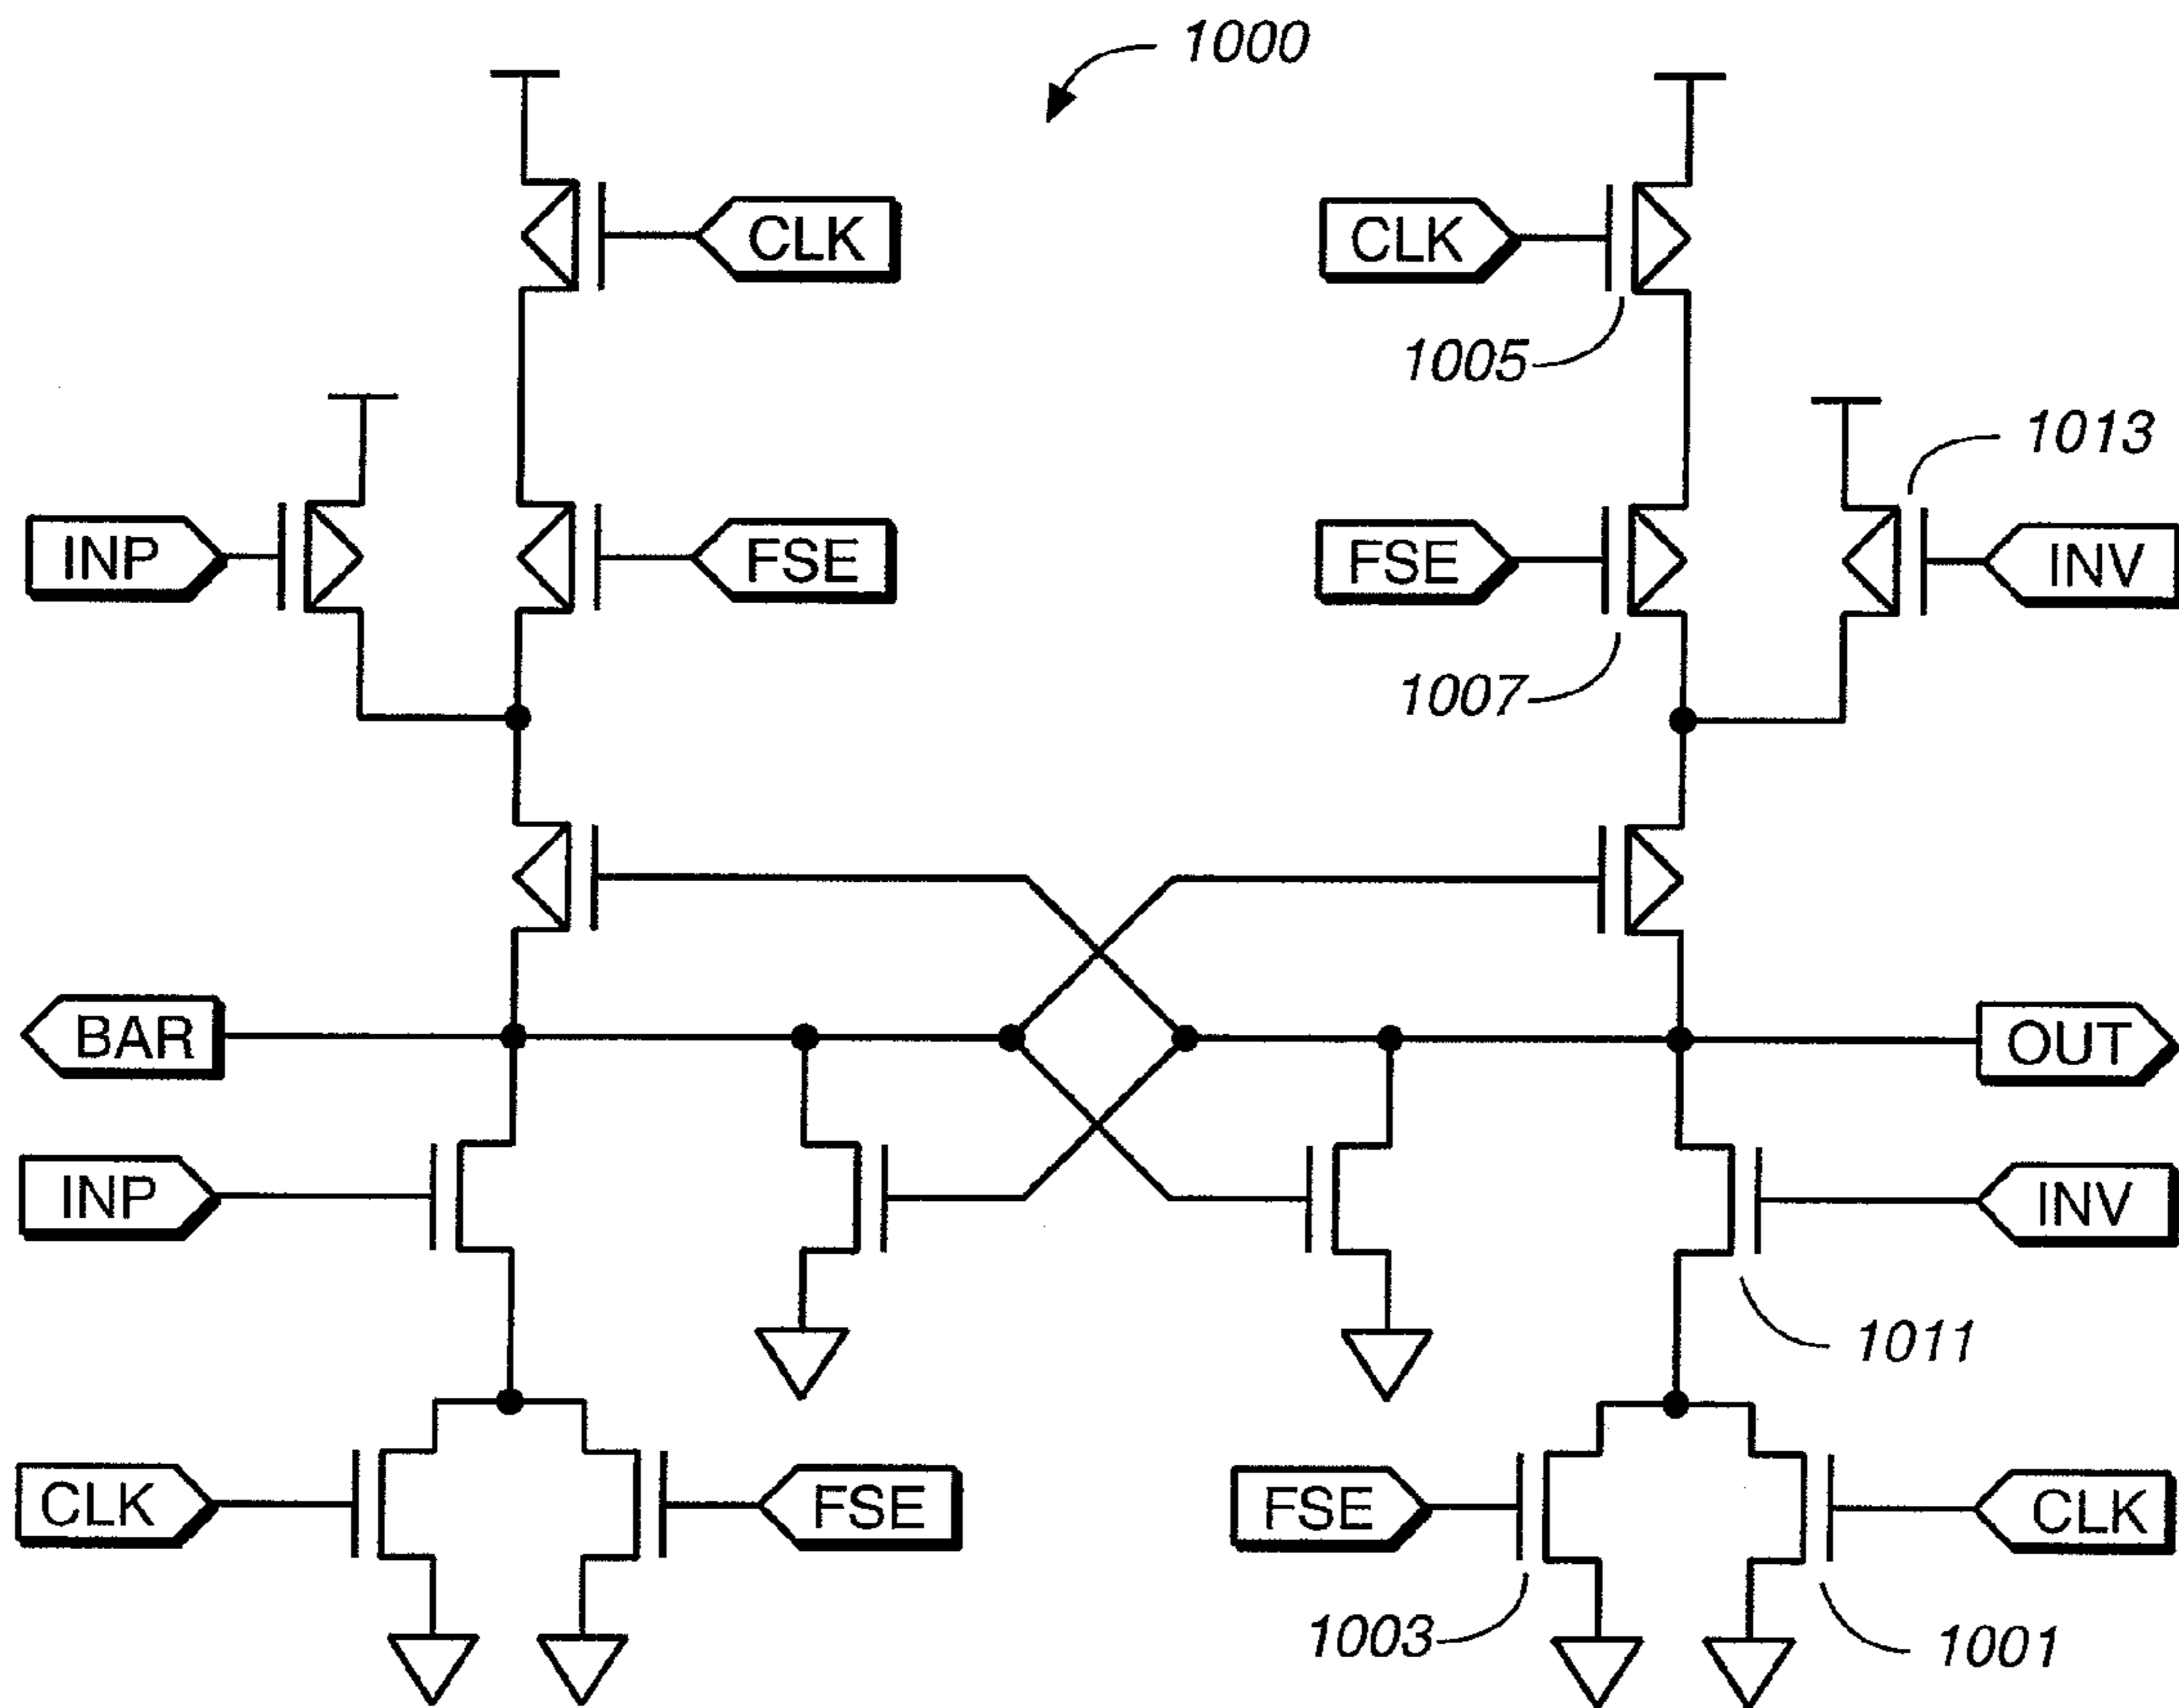 1000
CLK
CLK
1005
1013
INP
FSE
FSE
INV
1007
BAR
OUT
INP
INV
1011
CLK
FSE
FSE
CLK
1003
1001